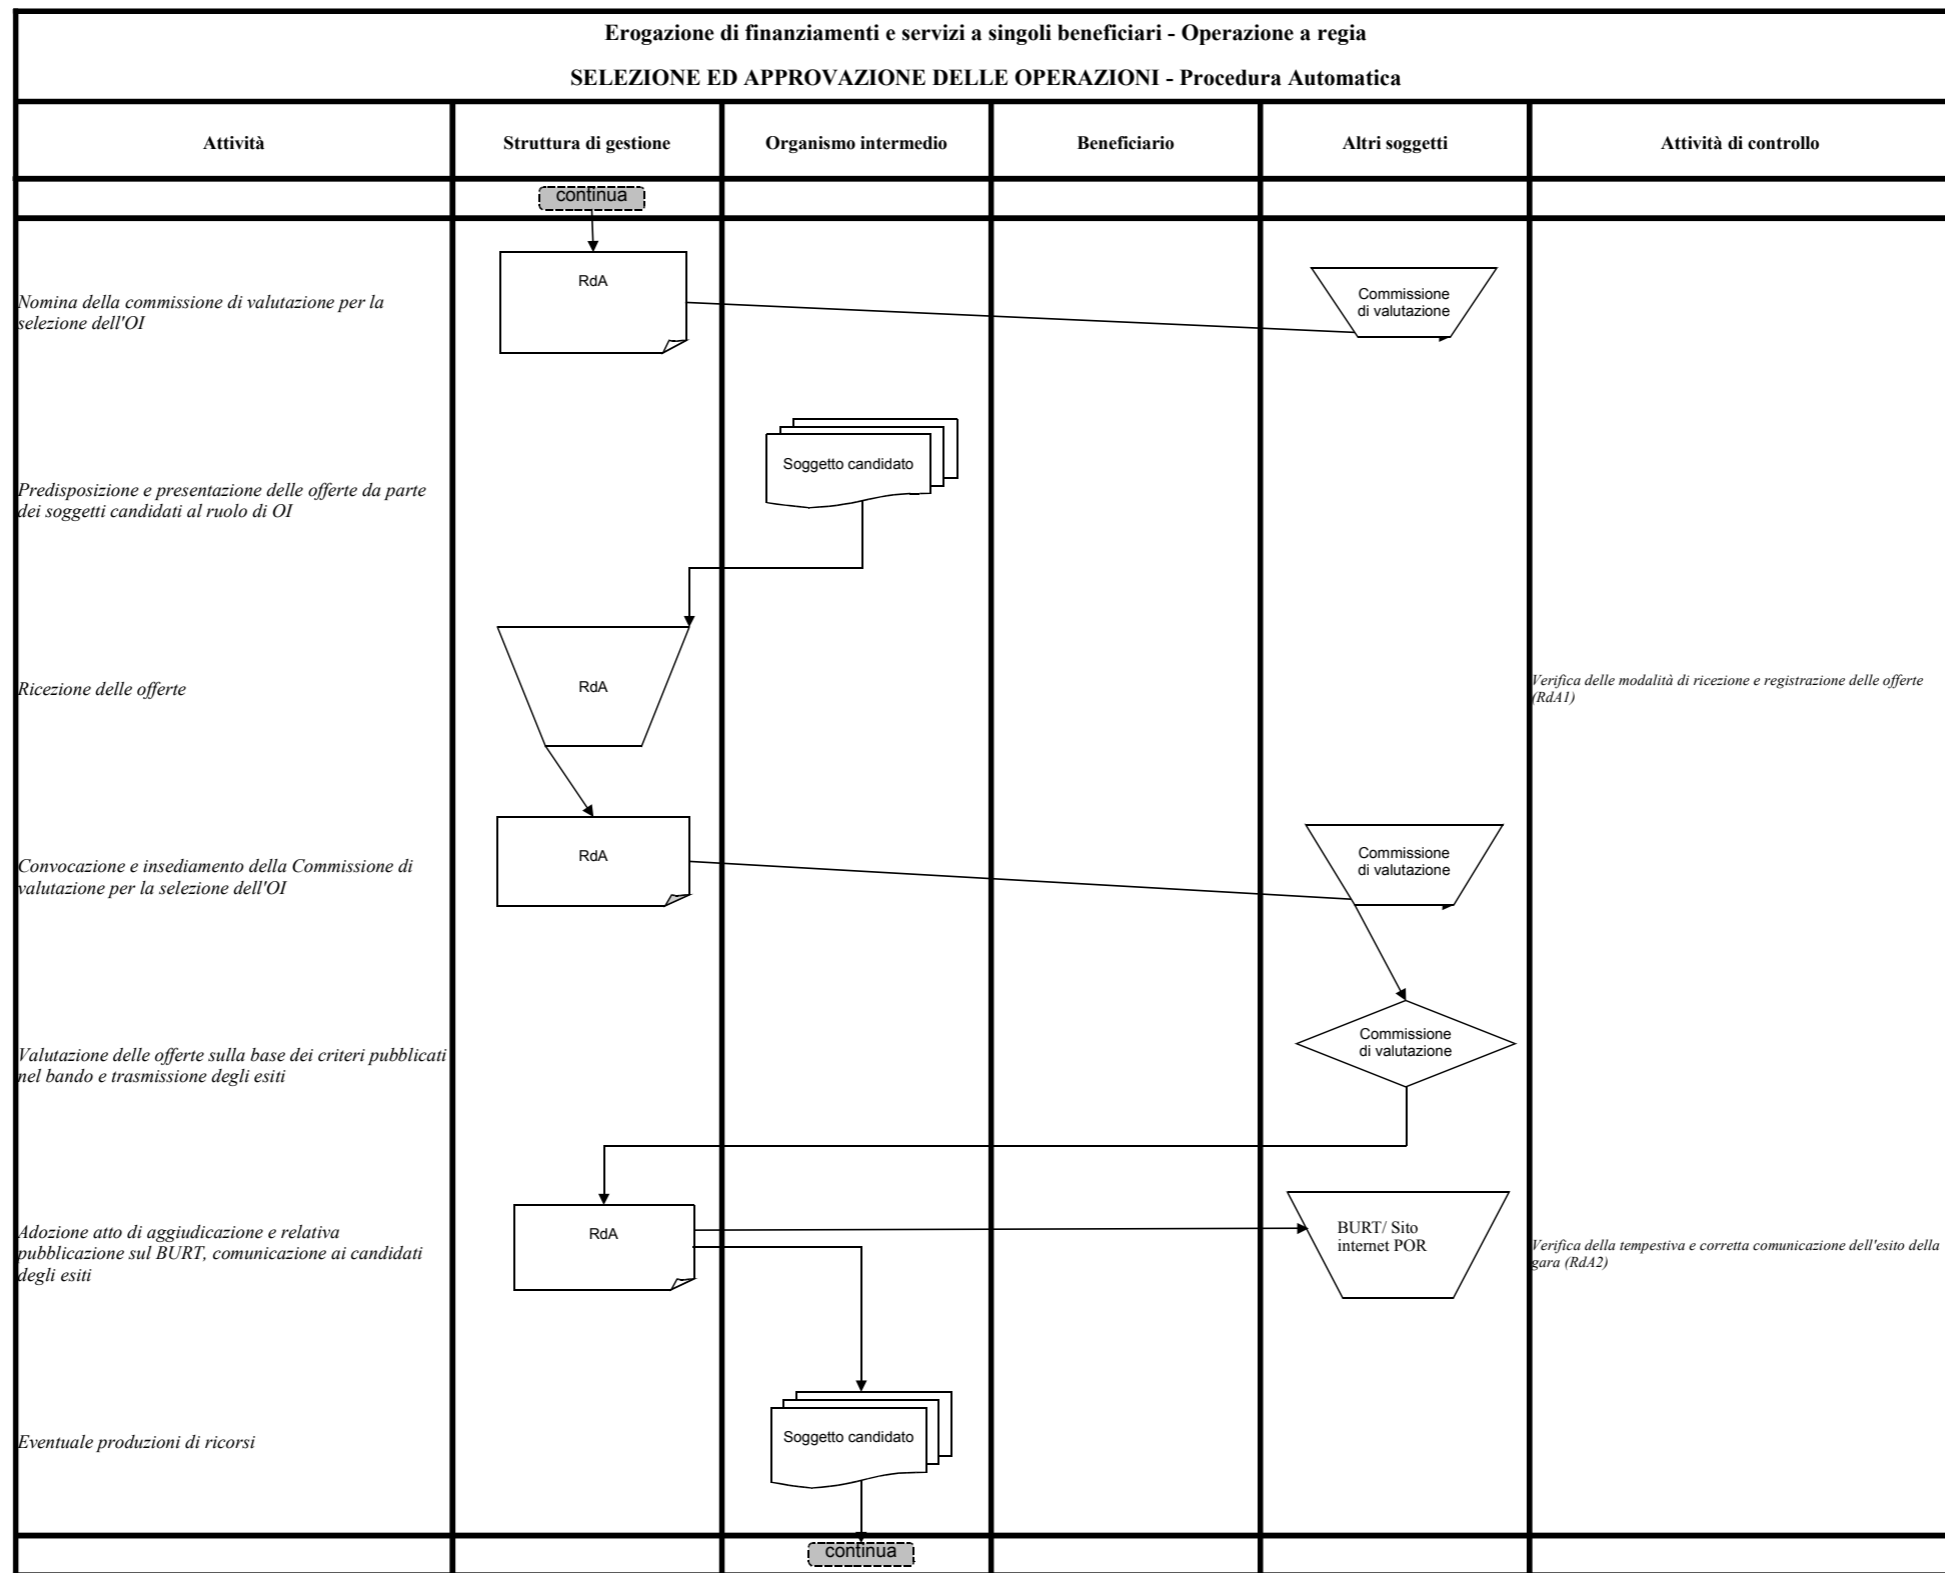 Erogazione di finanziamenti e servizi a singoli beneficiari - Operazione a regia
SELEZIONE ED APPROVAZIONE DELLE OPERAZIONI - Procedura Automatica
Attività
Struttura di gestione
Organismo intermedio
Beneficiario
Altri soggetti
Attività di controllo
continua
Nomina della commissione di valutazione per la
selezione dell'OI
RdA
Commissione
di valutazione
Predisposizione e presentazione delle offerte da parte
dei soggetti candidati al ruolo di OI
Soggetto candidato
Ricezione delle offerte
RdA
Verifica delle modalità di ricezione e registrazione delle offerte
(RdA1)
Convocazione e insediamento della Commissione di
valutazione per la selezione dell'OI
RdA
Commissione
di valutazione
Valutazione delle offerte sulla base dei criteri pubblicati
nel bando e trasmissione degli esiti
Commissione
di valutazione
Adozione atto di aggiudicazione e relativa
pubblicazione sul BURT, comunicazione ai candidati
degli esiti
RdA
BURT/ Sito
internet POR
Verifica della tempestiva e corretta comunicazione dell'esito della
gara (RdA2)
Eventuale produzioni di ricorsi
Soggetto candidato
continua